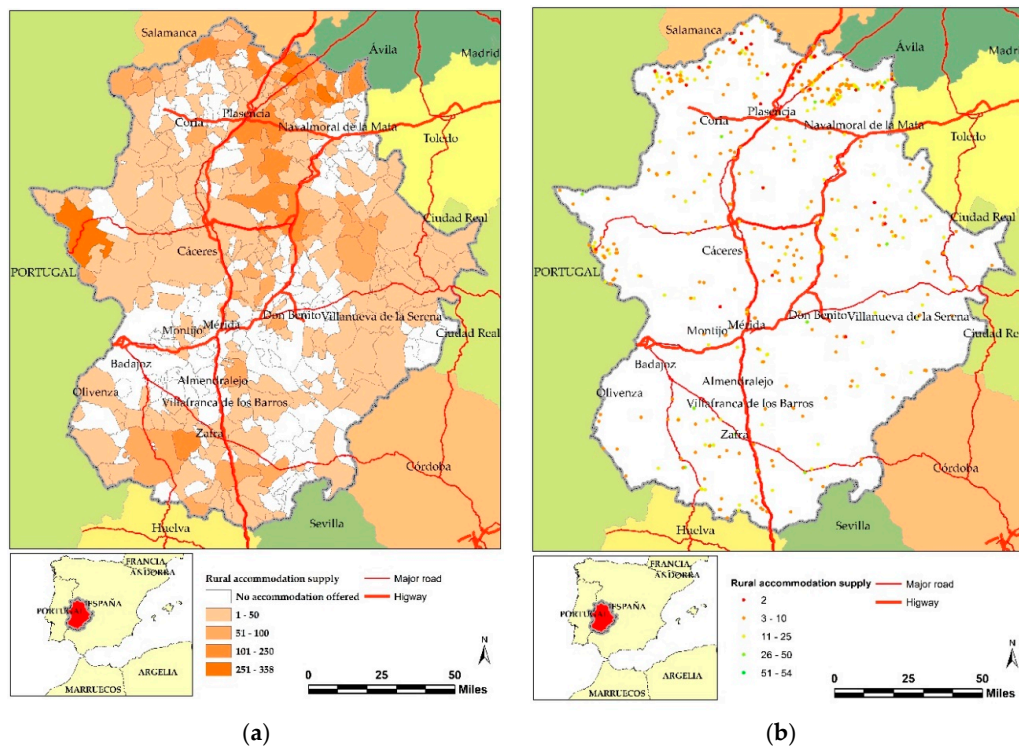 Salamanca
Ávila
Madrid
Plasencia
Coria
Navalmoral de la Mata
Toledo
Ciudad Real
Cáceres
PORTUGAL
Don Benito
Villanueva de la Serena
Montijo
Mérida
Ciudad Real
Badajoz
Olivenza
Almendralejo
Villafranca de los Barros
Zafra
Córdoba
Huelva
Sevilla
FRANCIA
ANDORRA
PORTUGAL
ESPAÑA
ARGELIA
MARRUECOS
Rural accommodation supply
No accommodation offered
1 - 50
51 - 100
101 - 250
251 - 358
Major road
Higway
N
0 25 50
Miles
(a)
Salamanca
Ávila
Madrid
Plasencia
Coria
Navalmoral de la Mata
Toledo
Ciudad Real
Cáceres
PORTUGAL
Don Benito
Villanueva de la Serena
Montijo
Mérida
Ciudad Real
Badajoz
Olivenza
Almendralejo
Villafranca de los Barros
Zafra
Córdoba
Huelva
Sevilla
FRANCIA
ANDORRA
PORTUGAL
ESPAÑA
ARGELIA
MARRUECOS
Rural accommodation supply
2
3 - 10
11 - 25
26 - 50
51 - 54
Major road
Higway
N
0 25 50
Miles
(b)